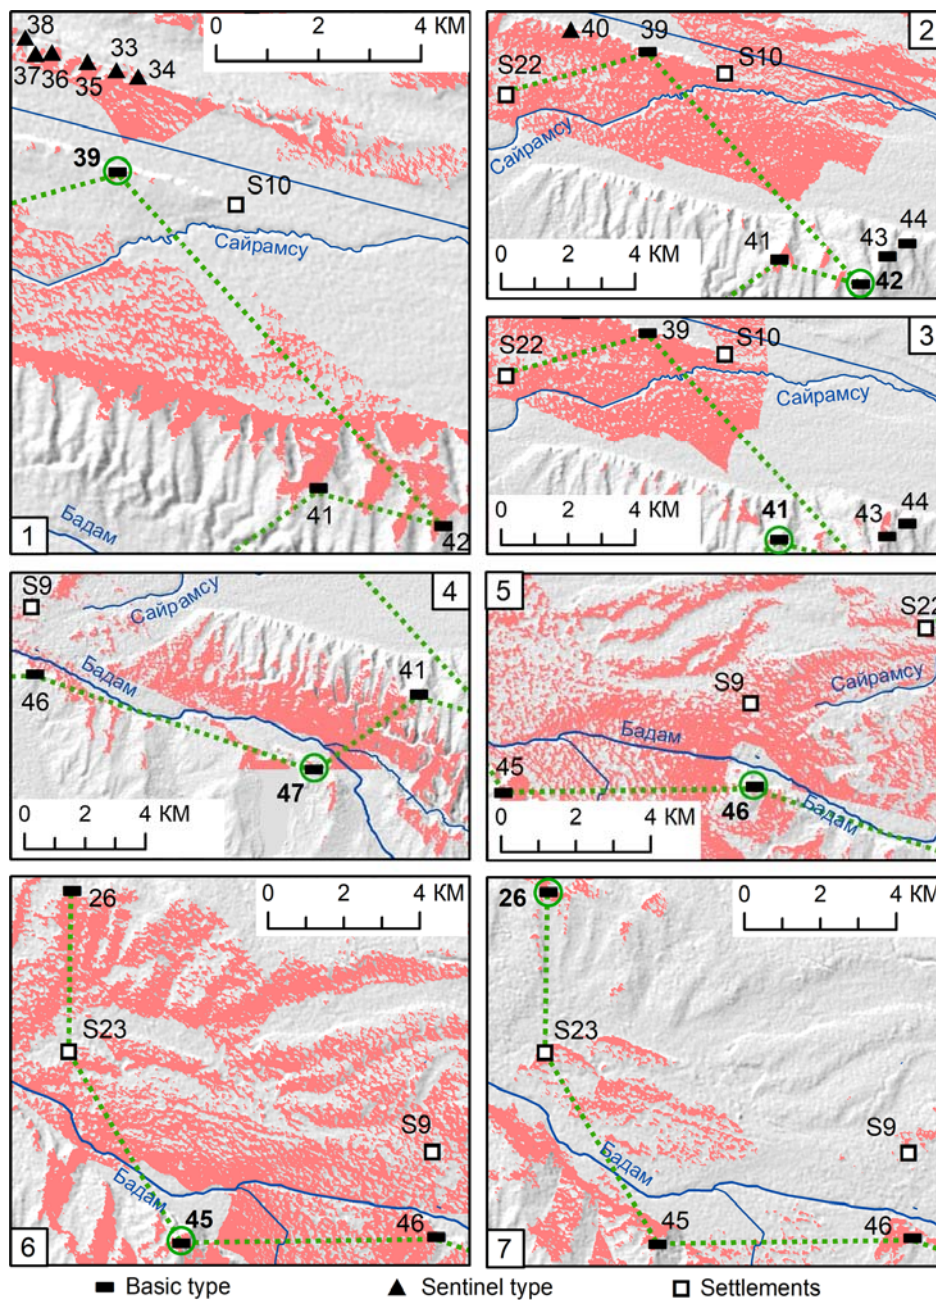 38
33
37
36
35
34
0 2 4 КМ
39
S10
Сайрамсу
41
42
Бадам
1
40
39
2
S22
S10
Сайрамсу
0 2 4 КМ
41
43
44
42
39
3
S22
S10
Сайрамсу
0 2 4 КМ
41
43
44
S9
Сайрамсу
4
Бадам
41
46
47
0 2 4 КМ
5
S22
S9
Сайрамсу
Бадам
45
46
Бадам
0 2 4 КМ
26
0 2 4 КМ
S23
S9
Бадам
45
46
6
26
0 2 4 КМ
S23
S9
Бадам
45
46
7
Basic type Sentinel type Settlements